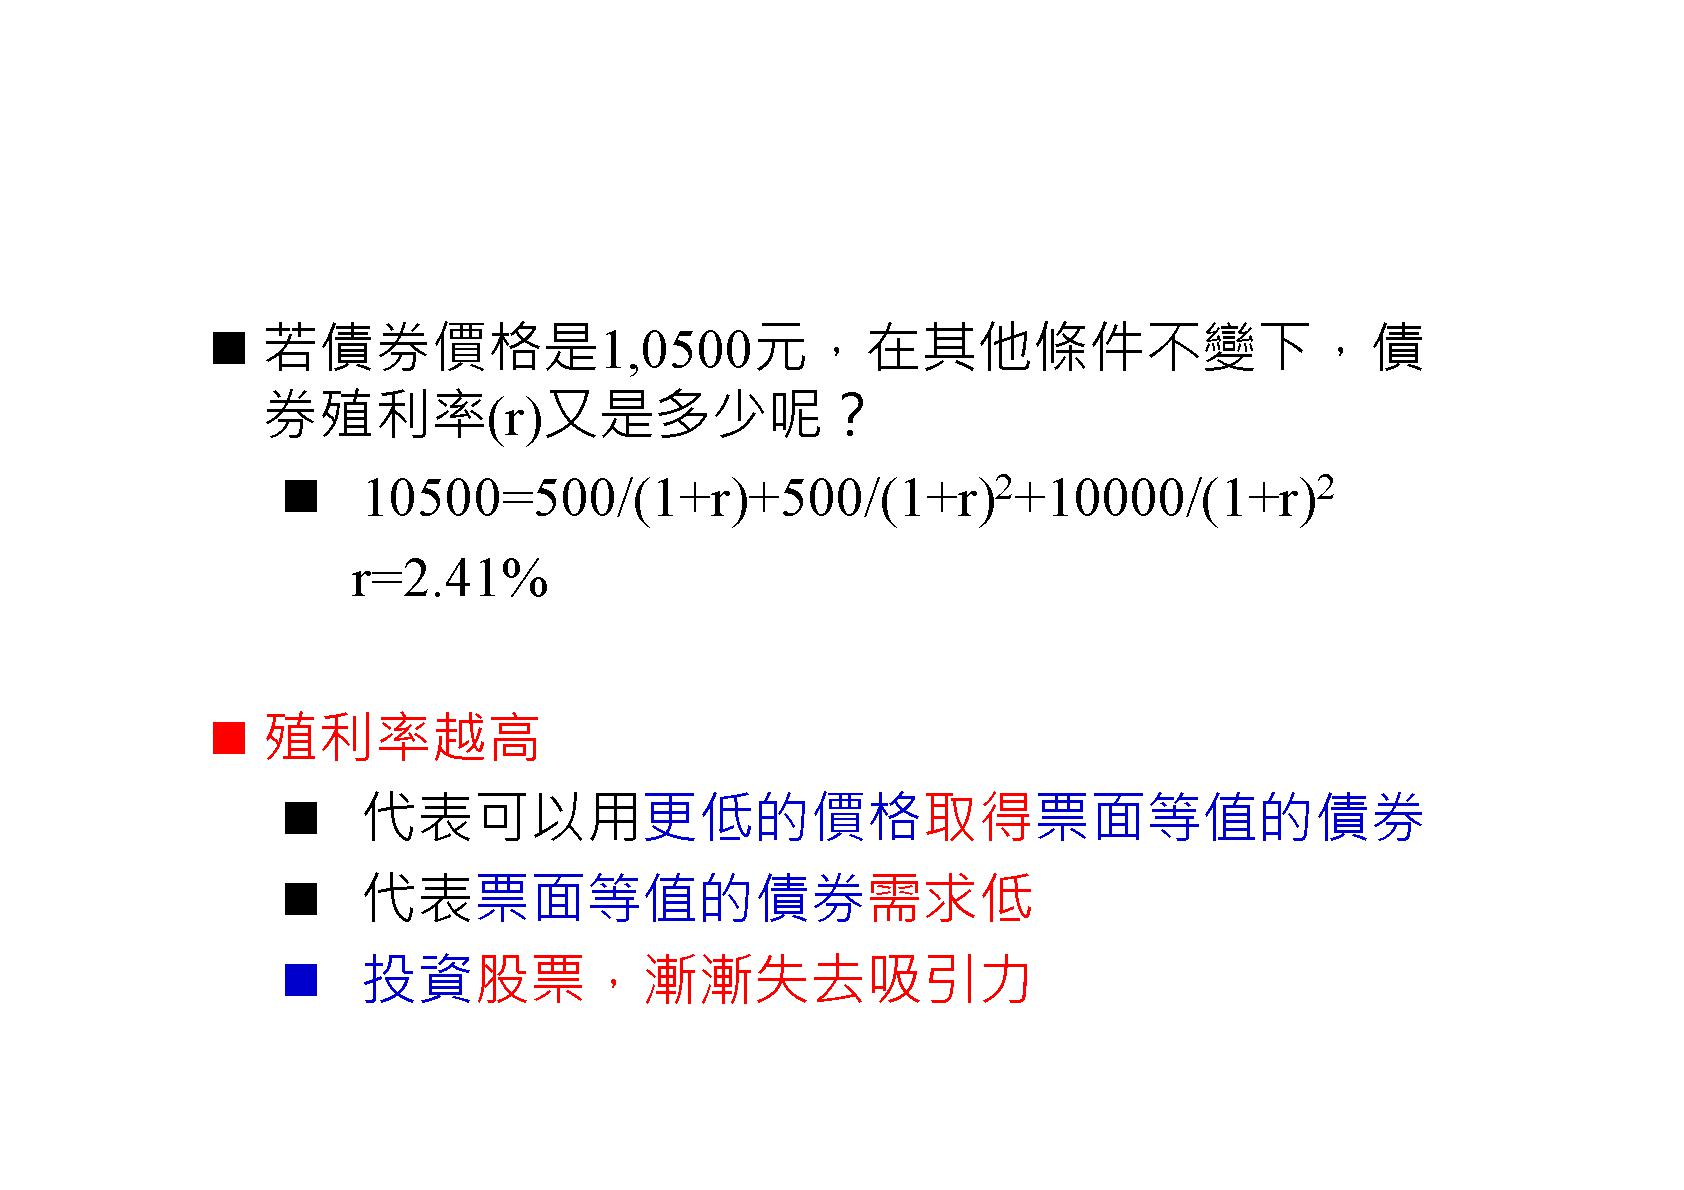 ■ 若債券價格是1,0500元，在其他條件不變下，債
券殖利率(r)又是多少呢？
■ 10500=500/(1+r)+500/(1+r)²+10000/(1+r)²
r=2.41%
■ 殖利率越高
■ 代表可以用更低的價格取得票面等值的債券
■ 代表票面等值的債券需求低
■ 投資股票，漸漸失去吸引力